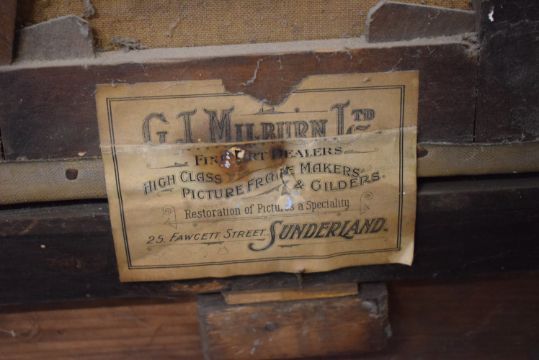 G.J. MILBURN LTD
FINE ART DEALERS
HIGH CLASS
PICTURE FRAME MAKERS
& GILDERS.
Restoration of Pictures a Speciality
25, FAWCETT STREET SUNDERLAND.